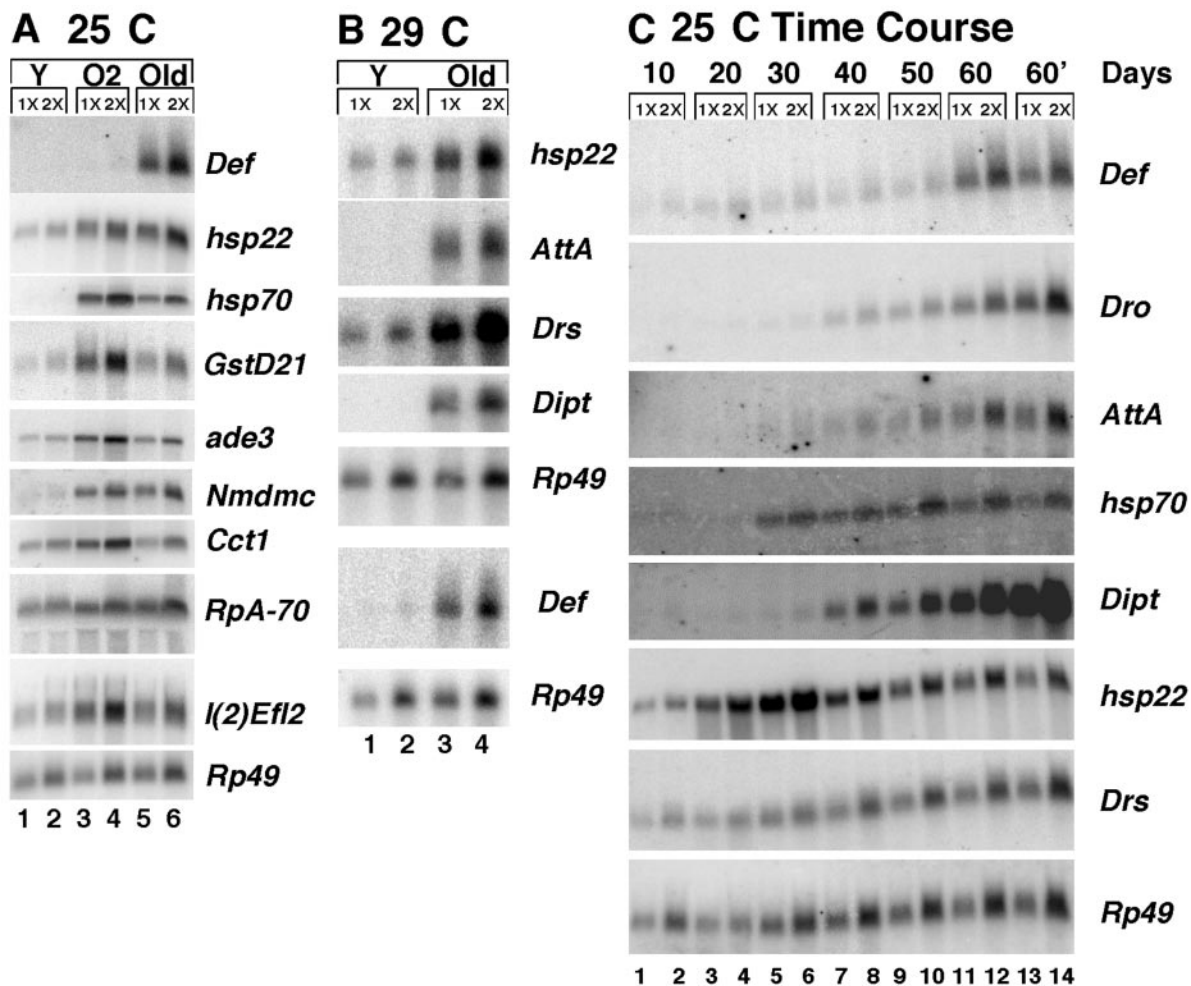 A 25 C
Y O2 Old
1X 2X 1X 2X 1X 2X
Def
hsp22
hsp70
GstD21
ade3
Nmdmc
Cct1
RpA-70
l(2)Efl2
Rp49
1 2 3 4 5 6
B 29 C
Y Old
1X 2X 1X 2X
hsp22
AttA
Drs
Dipt
Rp49
Def
Rp49
1 2 3 4
C 25 C Time Course
10 20 30 40 50 60 60' Days
1X 2X 1X 2X 1X 2X 1X 2X 1X 2X 1X 2X 1X 2X
Def
Dro
AttA
hsp70
Dipt
hsp22
Drs
Rp49
1 2 3 4 5 6 7 8 9 10 11 12 13 14